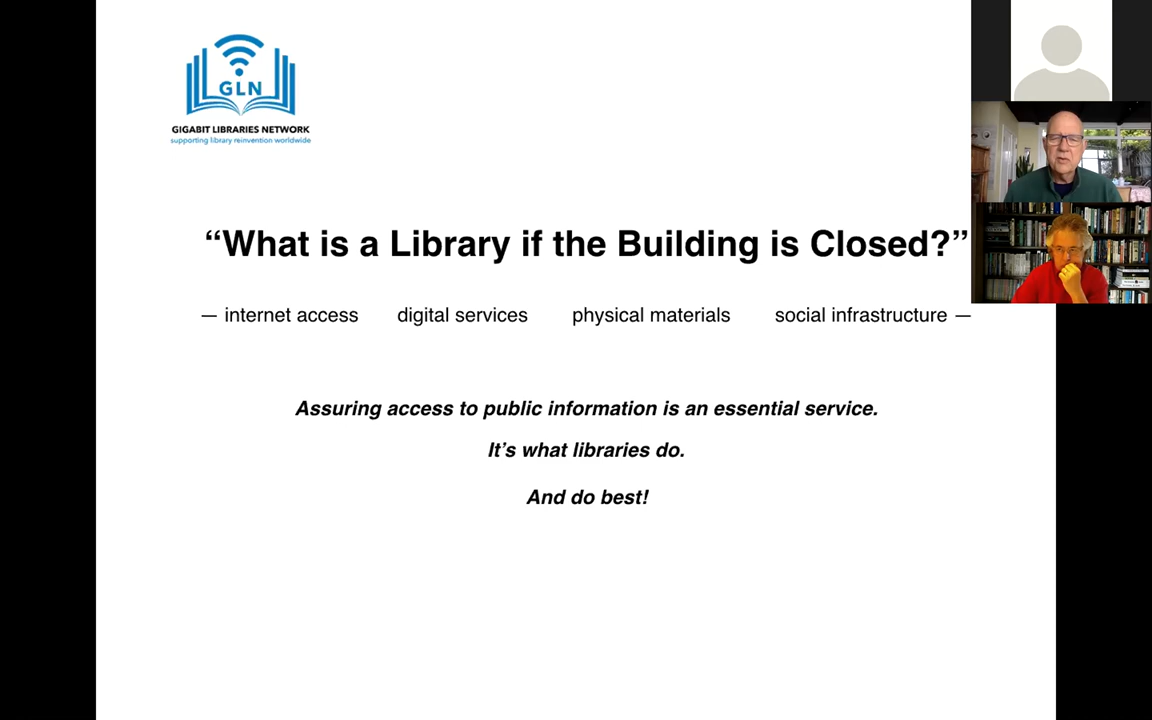 GLN
GIGABIT LIBRARIES NETWORK
supporting library reinvention worldwide
“What is a Library if the Building is Closed?”
— internet access digital services physical materials social infrastructure —
Assuring access to public information is an essential service.
It’s what libraries do.
And do best!